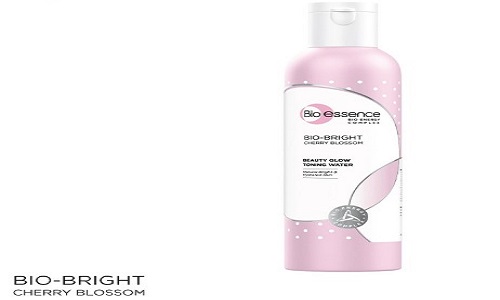 Bio essence
BIO-ENERGY
COMPLEX
BIO-BRIGHT
CHERRY BLOSSOM
BEAUTY GLOW
TONING WATER
BIO-BRIGHT
CHERRY BLOSSOM